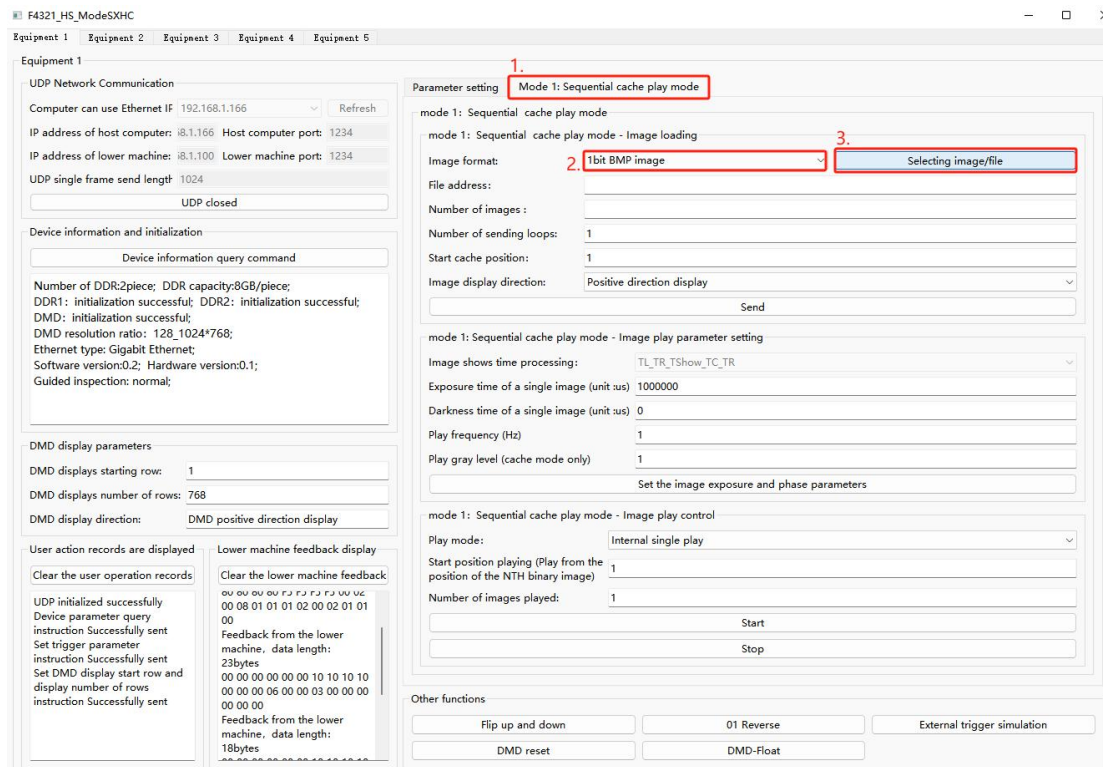 F4321_HS_ModeSXHC
Equipment 1 Equipment 2 Equipment 3 Equipment 4 Equipment 5
Equipment 1
UDP Network Communication
Computer can use Ethernet IF 192.168.1.166 Refresh
IP address of host computer: i8.1.166 Host computer port: 1234
IP address of lower machine: i8.1.100 Lower machine port: 1234
UDP single frame send length 1024
UDP closed
Device information and initialization
Device information query command
Number of DDR:2piece; DDR capacity:8GB/piece;
DDR1: initialization successful; DDR2: initialization successful;
DMD: initialization successful;
DMD resolution ratio: 128_1024*768;
Ethernet type: Gigabit Ethernet;
Software version:0.2; Hardware version:0.1;
Guided inspection: normal;
DMD display parameters
DMD displays starting row: 1
DMD displays number of rows: 768
DMD display direction: DMD positive direction display
User action records are displayed
Clear the user operation records
UDP initialized successfully
Device parameter query
instruction Successfully sent
Set trigger parameter
instruction Successfully sent
Set DMD display start row and
display number of rows
instruction Successfully sent
Lower machine feedback display
Clear the lower machine feedback
00 08 01 01 01 02 00 02 01 01
00
Feedback from the lower
machine, data length:
23bytes
00 00 00 00 00 00 10 10 10 10
00 00 00 06 00 00 03 00 00 00
00 00 00
Feedback from the lower
machine, data length:
18bytes
1.
Parameter setting Mode 1: Sequential cache play mode
mode 1: Sequential cache play mode
mode 1: Sequential cache play mode - Image loading
3.
Image format: 2. 1bit BMP image Selecting image/file
File address:
Number of images :
Number of sending loops: 1
Start cache position: 1
Image display direction: Positive direction display
Send
mode 1: Sequential cache play mode - Image play parameter setting
Image shows time processing: TL_TR_TShow_TC_TR
Exposure time of a single image (unit :us) 1000000
Darkness time of a single image (unit :us) 0
Play frequency (Hz) 1
Play gray level (cache mode only) 1
Set the image exposure and phase parameters
mode 1: Sequential cache play mode - Image play control
Play mode: Internal single play
Start position playing (Play from the
position of the NTH binary image) 1
Number of images played: 1
Start
Stop
Other functions
Flip up and down 01 Reverse External trigger simulation
DMD reset DMD-Float